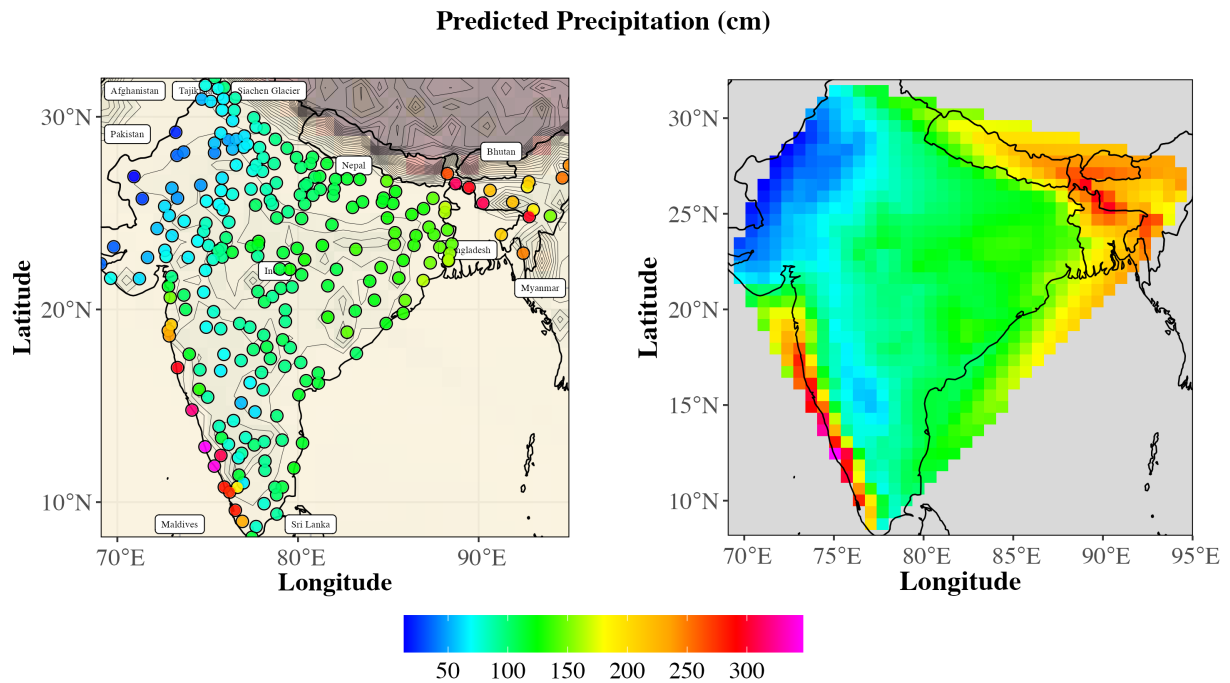 Predicted Precipitation (cm)
Afghanistan
Siachen Glacier
Pakistan
Nepal
Bhutan
Myanmar
Maldives
Sri Lanka
30°N
20°N
10°N
70°E 80°E 90°E
Latitude
Longitude
30°N
25°N
20°N
15°N
10°N
70°E 75°E 80°E 85°E 90°E 95°E
Latitude
Longitude
50 100 150 200 250 300